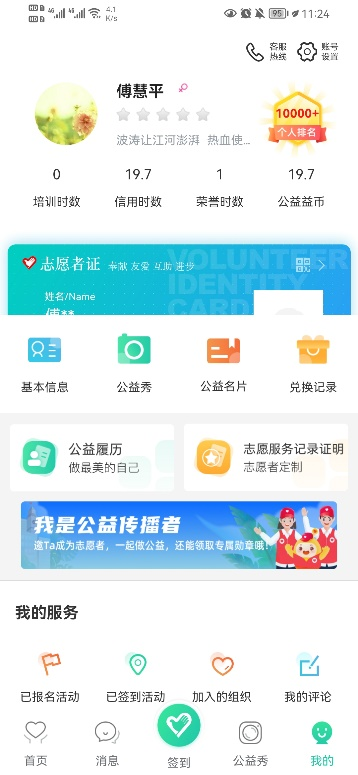 4.1
K/s
95
11:24
客服
热线
账号
设置
傅慧平
波涛让江河澎湃 热血使...
10000+
个人排名
0
19.7
1
19.7
培训时数
信用时数
荣誉时数
公益益币
志愿者证 奉献 友爱 互助 进步
VOLUNTEER
IDENTITY
CARD
姓名/Name
傅**
基本信息
公益秀
公益名片
兑换记录
公益履历
做最美的自己
志愿服务记录证明
志愿者定制
我是公益传播者
邀Ta成为志愿者，一起做公益，还能领取专属勋章哦！
我的服务
已报名活动
已签到活动
加入的组织
我的评论
首页
消息
签到
公益秀
我的